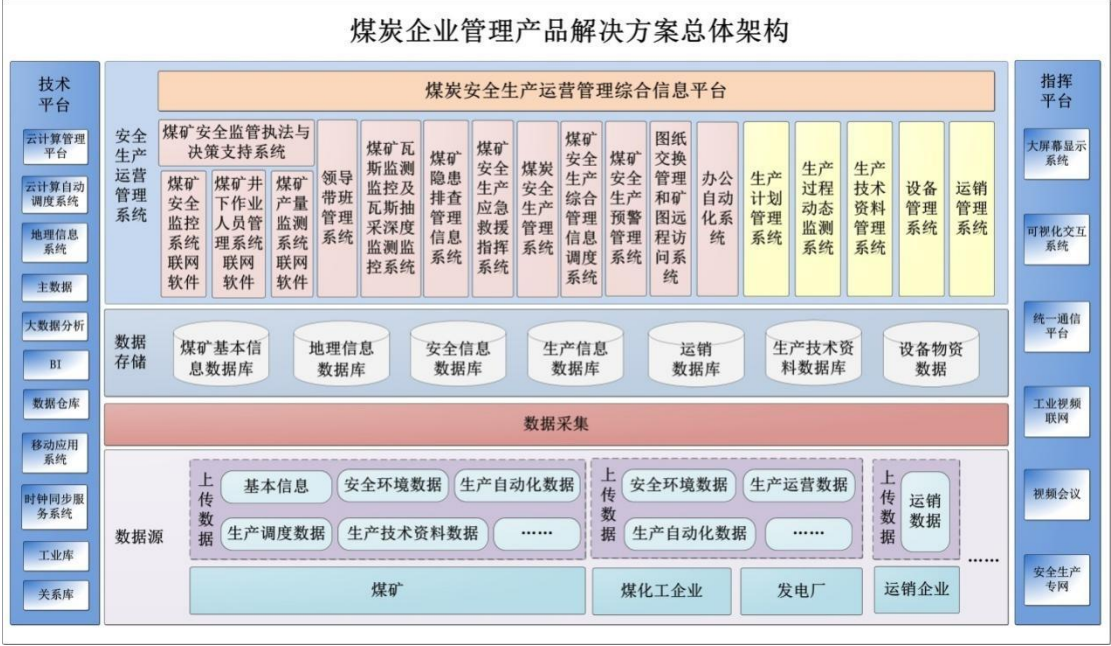 煤炭企业管理产品解决方案总体架构
技术
平台
云计算管理
平台
云计算自动
调度系统
地理信息
系统
主数据
大数据分析
BI
数据仓库
移动应用
系统
时钟同步服
务系统
工业库
关系库
安全
生产
运营
管理
系统
煤炭安全生产运营管理综合信息平台
煤矿安全监管执法与
决策支持系统
煤矿
安全
监控
系统
联网
软件
煤矿井
下作业
人员管
理系统
联网
软件
煤矿
产量
监测
系统
联网
软件
领导
带班
管理
系统
煤矿瓦
斯监测
监控及
瓦斯抽
采深度
监测监
控系统
煤矿
隐患
排查
管理
信息
系统
煤矿
安全
生产
应急
救援
指挥
系统
煤炭
安全
生产
管理
系统
煤矿
安全
生产
综合
管理
信息
调度
系统
煤矿
安全
生产
预警
管理
系统
图纸
交换
管理
和矿
图远
程访
问系
统
办公
自动
化系
统
生产
计划
管理
系统
生产
过程
动态
监测
系统
生产
技术
资料
管理
系统
设备
管理
系统
运销
管理
系统
数据
存储
煤矿基本信
息数据库
地理信息
数据库
安全信息
数据库
生产信息
数据库
运销
数据库
生产技术资
料数据库
设备物资
数据
数据采集
数据源
上传数据
基本信息
安全环境数据
生产自动化数据
生产调度数据
生产技术资料数据
……
煤矿
上传数据
安全环境数据
生产运营数据
生产自动化数据
……
煤化工企业
发电厂
上传数据
运销
数据
运销企业
……
指挥
平台
大屏幕显示
系统
可视化交互
系统
统一通信
平台
工业视频
联网
视频会议
安全生产
专网